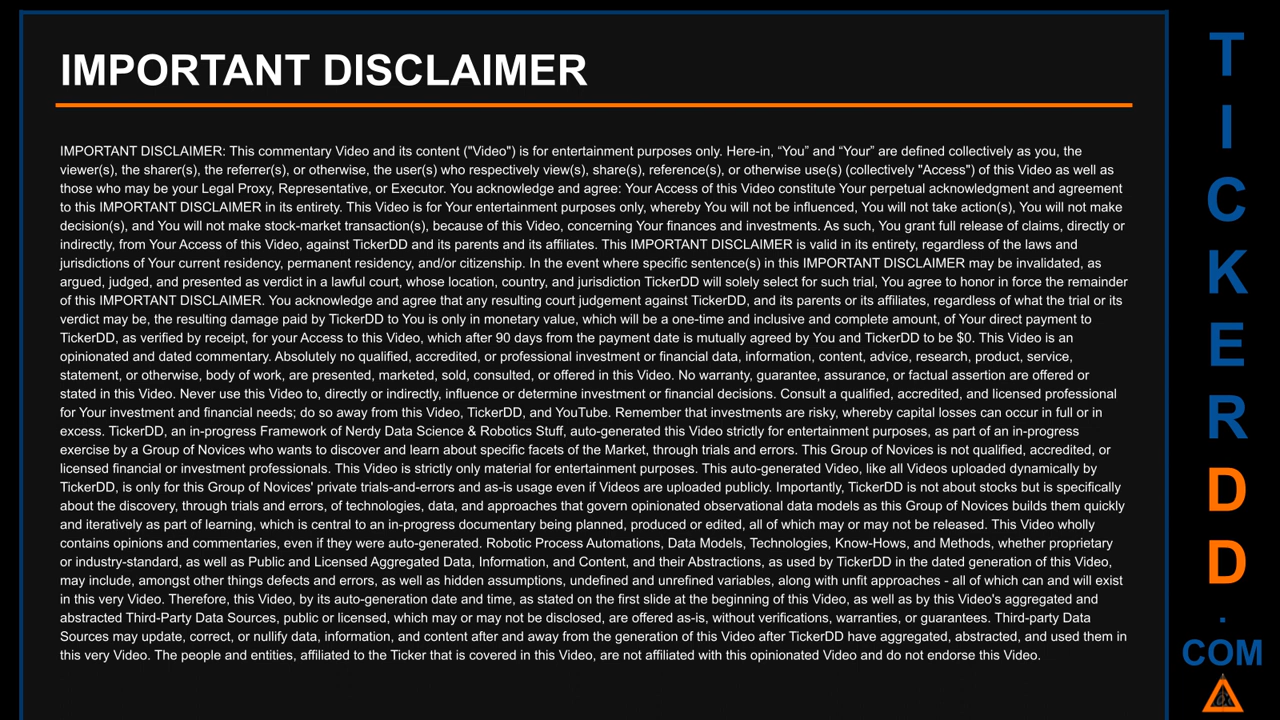 IMPORTANT DISCLAIMER
IMPORTANT DISCLAIMER: This commentary Video and its content ("Video") is for entertainment purposes only. Here-in, “You” and “Your” are defined collectively as you, the
viewer(s), the sharer(s), the referrer(s), or otherwise, the user(s) who respectively view(s), share(s), reference(s), or otherwise use(s) (collectively "Access") of this Video as well as
those who may be your Legal Proxy, Representative, or Executor. You acknowledge and agree: Your Access of this Video constitute Your perpetual acknowledgment and agreement
to this IMPORTANT DISCLAIMER in its entirety. This Video is for Your entertainment purposes only, whereby You will not be influenced, You will not take action(s), You will not make
decision(s), and You will not make stock-market transaction(s), because of this Video, concerning Your finances and investments. As such, You grant full release of claims, directly or
indirectly, from Your Access of this Video, against TickerDD and its parents and its affiliates. This IMPORTANT DISCLAIMER is valid in its entirety, regardless of the laws and
jurisdictions of Your current residency, permanent residency, and/or citizenship. In the event where specific sentence(s) in this IMPORTANT DISCLAIMER may be invalidated, as
argued, judged, and presented as verdict in a lawful court, whose location, country, and jurisdiction TickerDD will solely select for such trial, You agree to honor in force the remainder
of this IMPORTANT DISCLAIMER. You acknowledge and agree that any resulting court judgement against TickerDD, and its parents or its affiliates, regardless of what the trial or its
verdict may be, the resulting damage paid by TickerDD to You is only in monetary value, which will be a one-time and inclusive and complete amount, of Your direct payment to
TickerDD, as verified by receipt, for your Access to this Video, which after 90 days from the payment date is mutually agreed by You and TickerDD to be $0. This Video is an
opinionated and dated commentary. Absolutely no qualified, accredited, or professional investment or financial data, information, content, advice, research, product, service,
statement, or otherwise, body of work, are presented, marketed, sold, consulted, or offered in this Video. No warranty, guarantee, assurance, or factual assertion are offered or
stated in this Video. Never use this Video to, directly or indirectly, influence or determine investment or financial decisions. Consult a qualified, accredited, and licensed professional
for Your investment and financial needs; do so away from this Video, TickerDD, and YouTube. Remember that investments are risky, whereby capital losses can occur in full or in
excess. TickerDD, an in-progress Framework of Nerdy Data Science & Robotics Stuff, auto-generated this Video strictly for entertainment purposes, as part of an in-progress
exercise by a Group of Novices who wants to discover and learn about specific facets of the Market, through trials and errors. This Group of Novices is not qualified, accredited, or
licensed financial or investment professionals. This Video is strictly only material for entertainment purposes. This auto-generated Video, like all Videos uploaded dynamically by
TickerDD, is only for this Group of Novices' private trials-and-errors and as-is usage even if Videos are uploaded publicly. Importantly, TickerDD is not about stocks but is specifically
about the discovery, through trials and errors, of technologies, data, and approaches that govern opinionated observational data models as this Group of Novices builds them quickly
and iteratively as part of learning, which is central to an in-progress documentary being planned, produced or edited, all of which may or may not be released. This Video wholly
contains opinions and commentaries, even if they were auto-generated. Robotic Process Automations, Data Models, Technologies, Know-Hows, and Methods, whether proprietary
or industry-standard, as well as Public and Licensed Aggregated Data, Information, and Content, and their Abstractions, as used by TickerDD in the dated generation of this Video,
may include, amongst other things defects and errors, as well as hidden assumptions, undefined and unrefined variables, along with unfit approaches - all of which can and will exist
in this very Video. Therefore, this Video, by its auto-generation date and time, as stated on the first slide at the beginning of this Video, as well as by this Video's aggregated and
abstracted Third-Party Data Sources, public or licensed, which may or may not be disclosed, are offered as-is, without verifications, warranties, or guarantees. Third-party Data
Sources may update, correct, or nullify data, information, and content after and away from the generation of this Video after TickerDD have aggregated, abstracted, and used them in
this very Video. The people and entities, affiliated to the Ticker that is covered in this Video, are not affiliated with this opinionated Video and do not endorse this Video.
T
I
C
K
E
R
D
D
.
COM